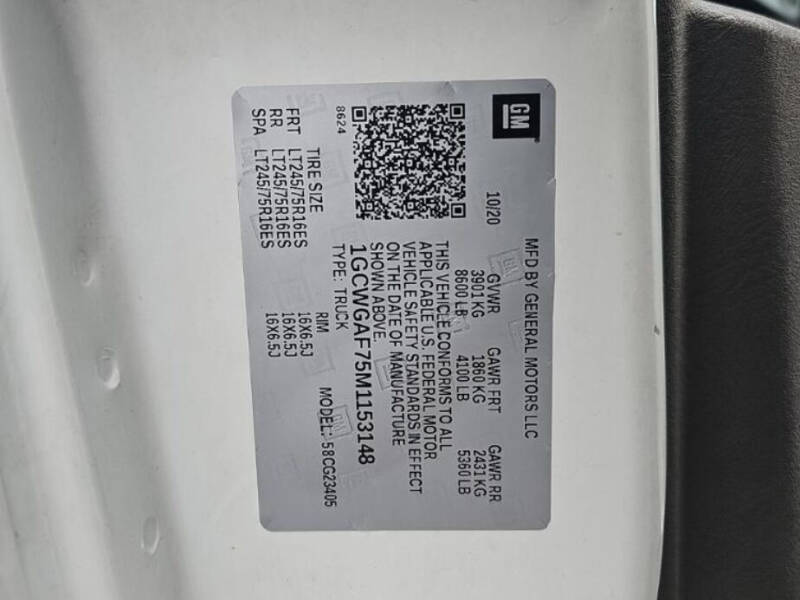 GM
MFD BY GENERAL MOTORS LLC
10/20
GVWR GAWR FRT GAWR RR
3901 KG 1860 KG 2431 KG
8600 LB 4100 LB 5360 LB
THIS VEHICLE CONFORMS TO ALL
APPLICABLE U.S. FEDERAL MOTOR
VEHICLE SAFETY STANDARDS IN EFFECT
ON THE DATE OF MANUFACTURE
SHOWN ABOVE.
1GCWGAF75M1153148
TYPE: TRUCK MODEL: 58CG23405
8624
TIRE SIZE RIM
FRT LT245/75R16ES 16X6.5J
RR LT245/75R16ES 16X6.5J
SPA LT245/75R16ES 16X6.5J